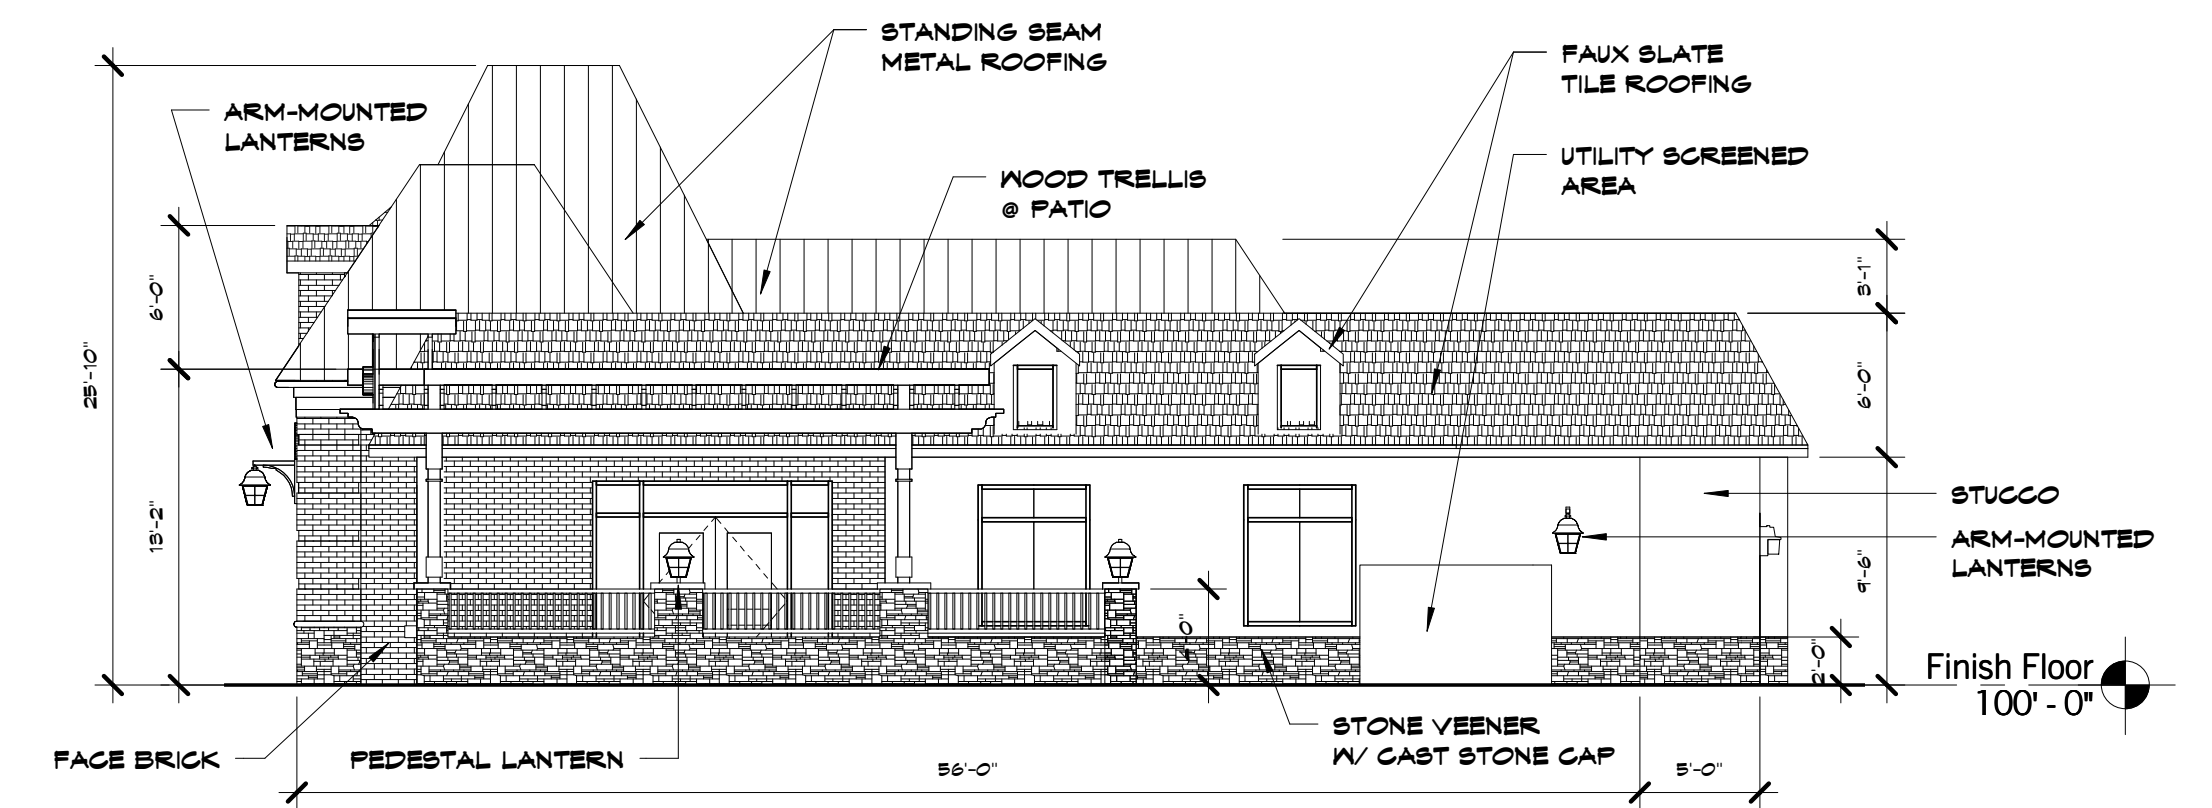 STANDING SEAM
METAL ROOFING
FAUX SLATE
TILE ROOFING
ARM-MOUNTED
LANTERNS
UTILITY SCREENED
AREA
WOOD TRELLIS
@ PATIO
6'-0"
3'-1"
25'-10"
6'-0"
13'-2"
STUCCO
ARM-MOUNTED
LANTERNS
9'-6"
4'-0"
2'-0"
Finish Floor
100' - 0"
STONE VEENER
W/ CAST STONE CAP
FACE BRICK
PEDESTAL LANTERN
56'-0"
5'-0"